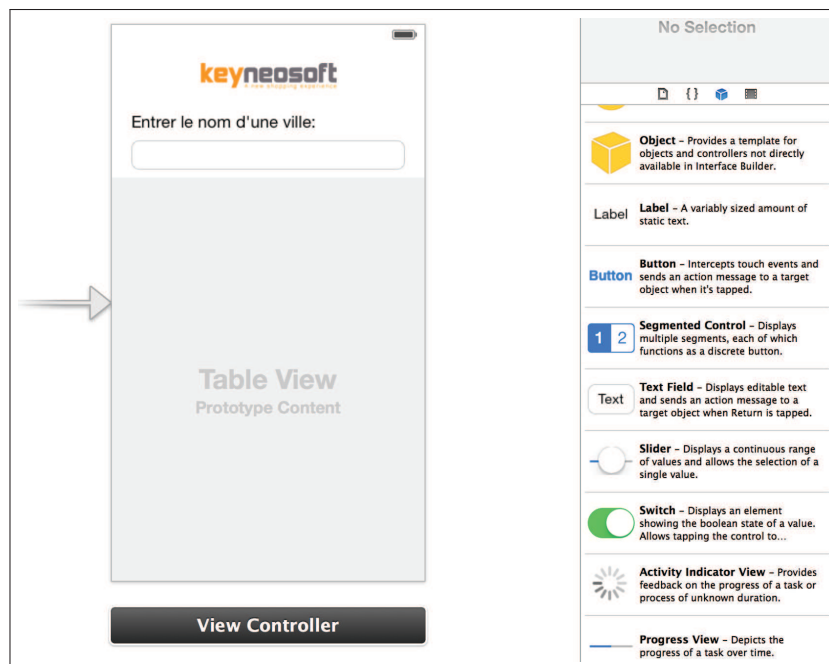 keyneosoft
A new shopping experience
Entrer le nom d'une ville:
Table View
Prototype Content
View Controller
No Selection
{ }
Object – Provides a template for
objects and controllers not directly
available in Interface Builder.
Label
Label – A variably sized amount of
static text.
Button
Button – Intercepts touch events and
sends an action message to a target
object when it's tapped.
1 2
Segmented Control – Displays
multiple segments, each of which
functions as a discrete button.
Text
Text Field – Displays editable text
and sends an action message to a
target object when Return is tapped.
Slider – Displays a continuous range
of values and allows the selection of a
single value.
Switch – Displays an element
showing the boolean state of a value.
Allows tapping the control to...
Activity Indicator View – Provides
feedback on the progress of a task or
process of unknown duration.
Progress View – Depicts the
progress of a task over time.